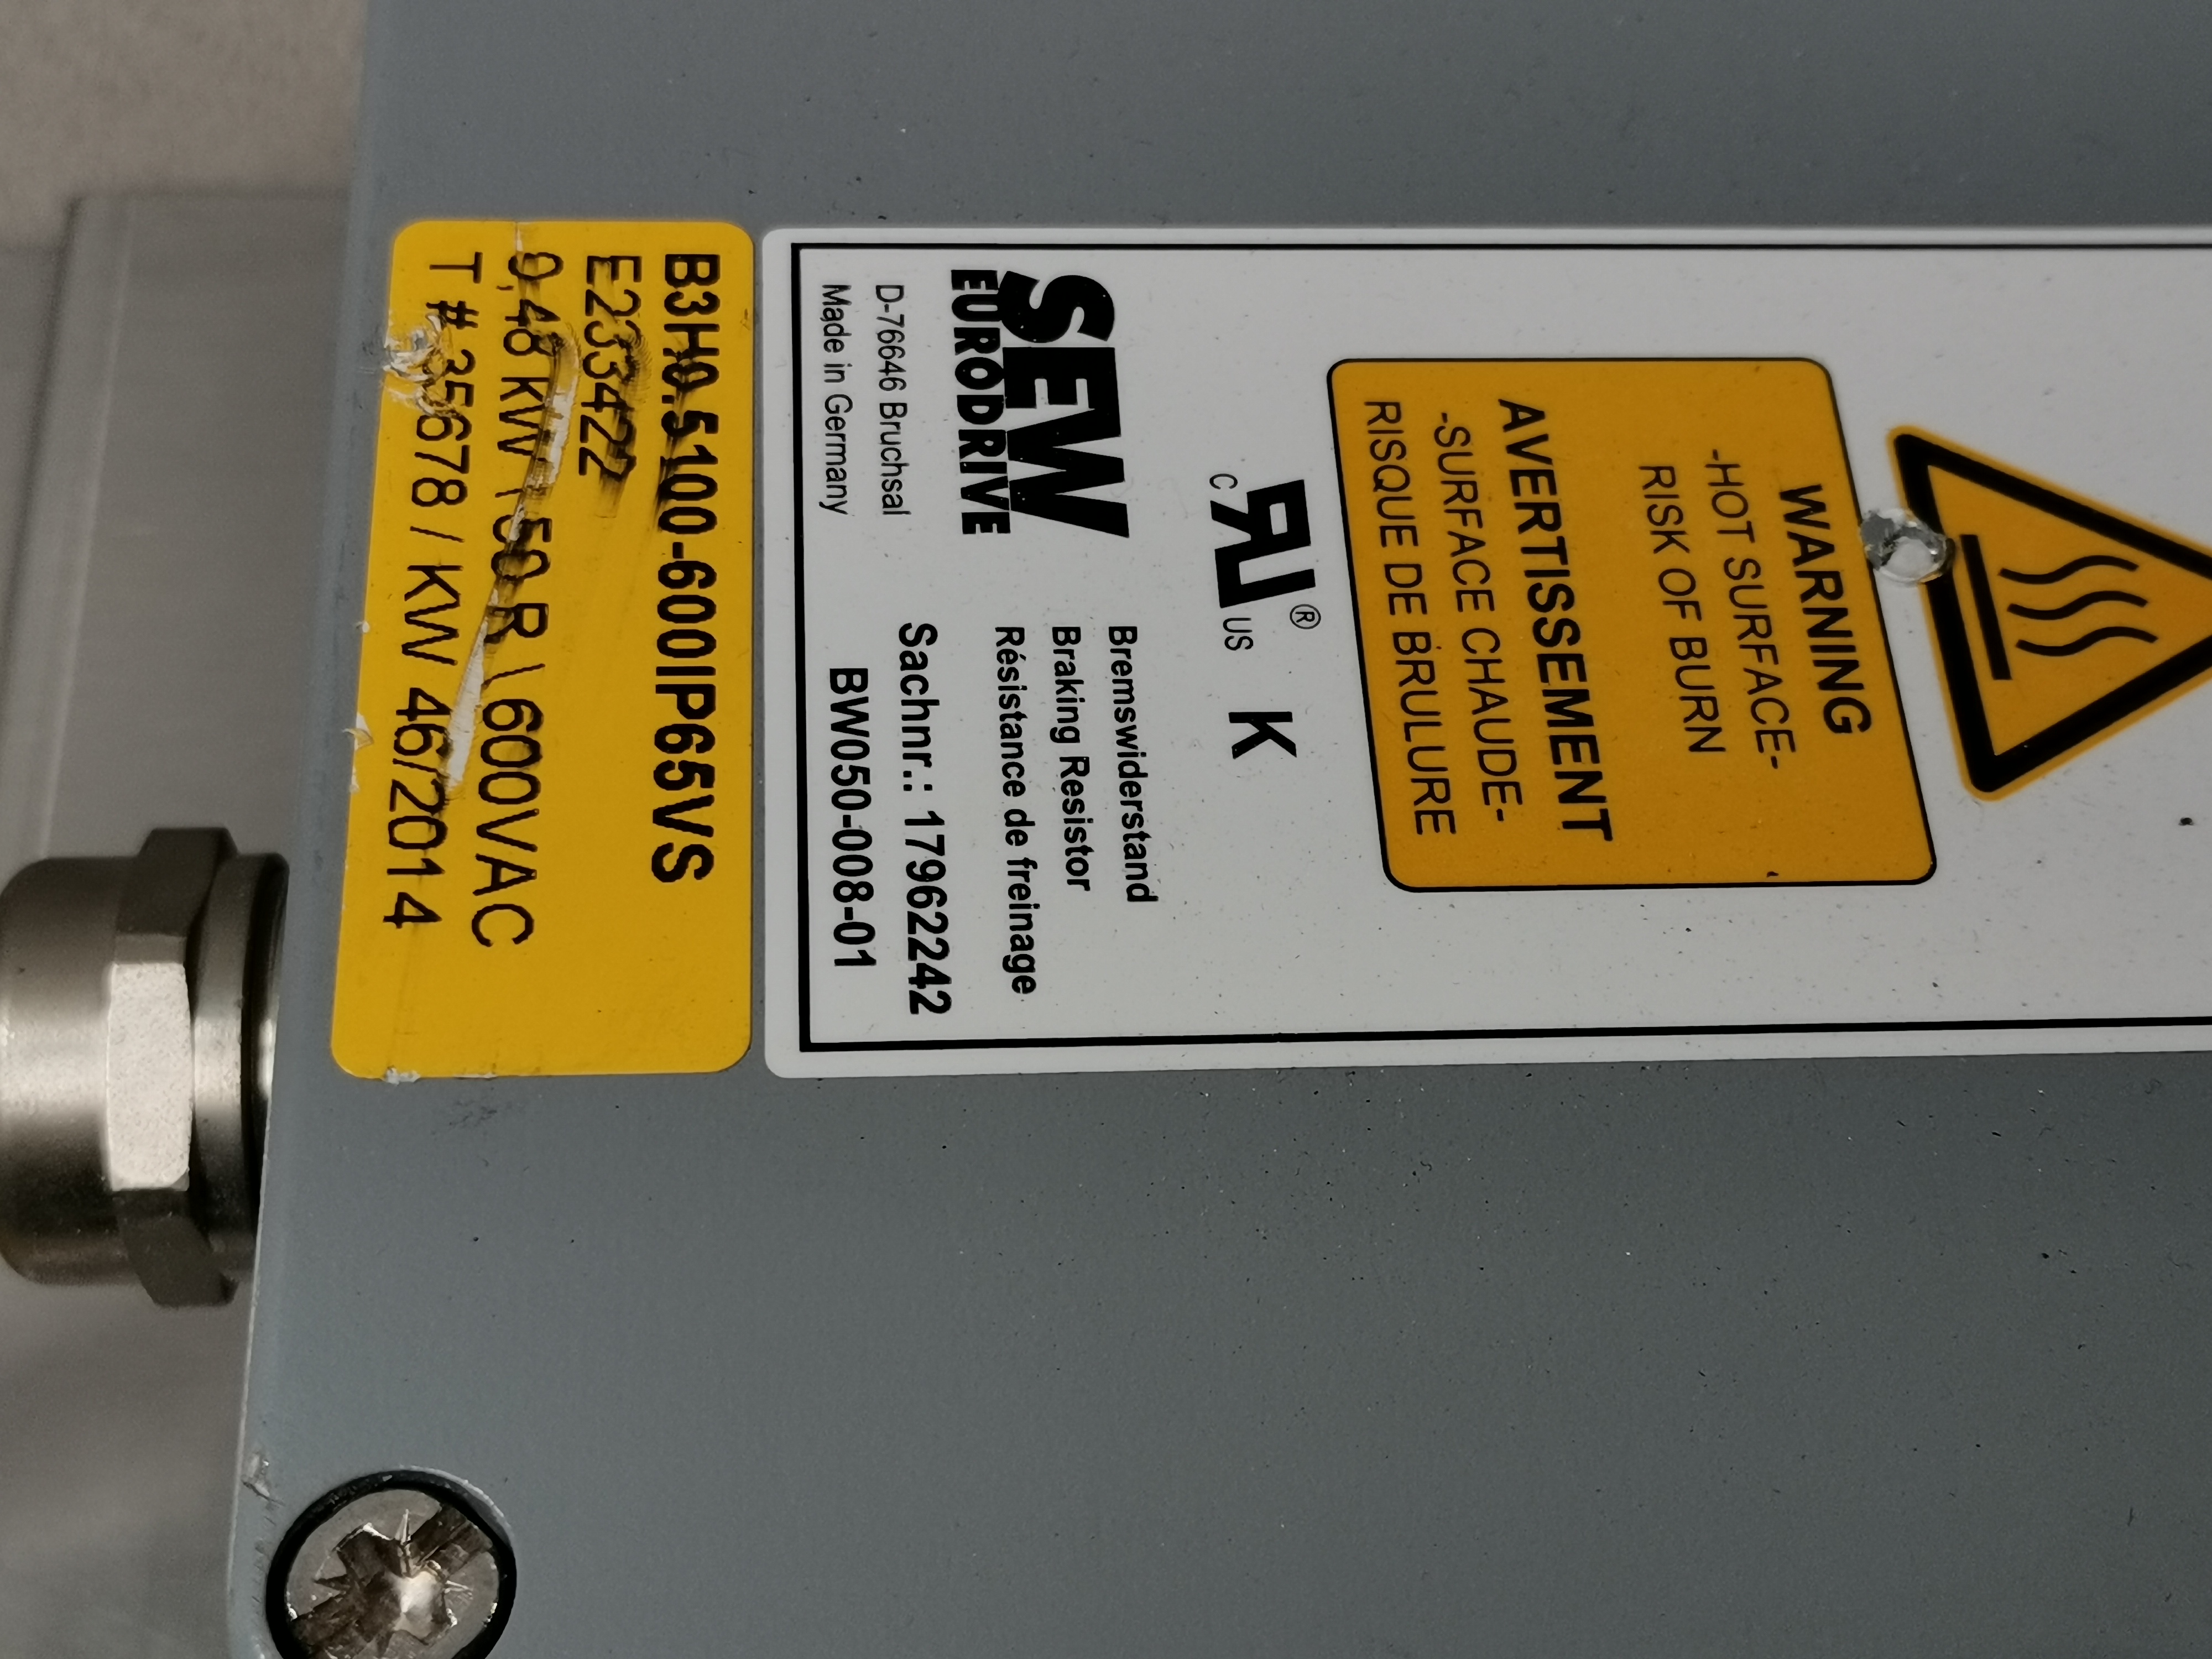 WARNING
-HOT SURFACE-
RISK OF BURN
AVERTISSEMENT
-SURFACE CHAUDE-
RISQUE DE BRULURE
c US ® K
SEW
EURODRIVE
D-76646 Bruchsal
Made in Germany
Bremswiderstand
Braking Resistor
Résistance de freinage
Sachnr.: 17962242
BW050-008-01
B3H0.5100-600IP65VS
E233422
9,48 KW \ 50 R \ 600VAC
T # 35678 / KW 46/2014